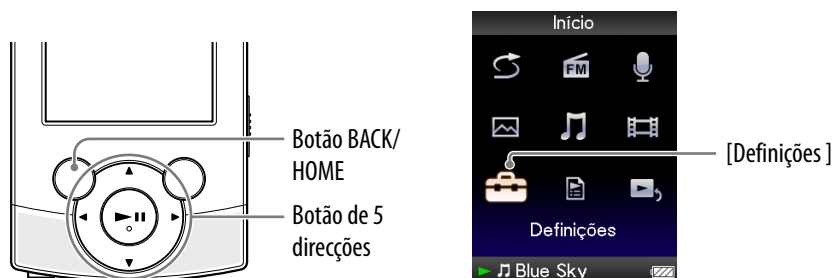 Botão BACK/
HOME
Botão de 5
direcções
Início
FM
[Definições ]
Definições
Blue Sky